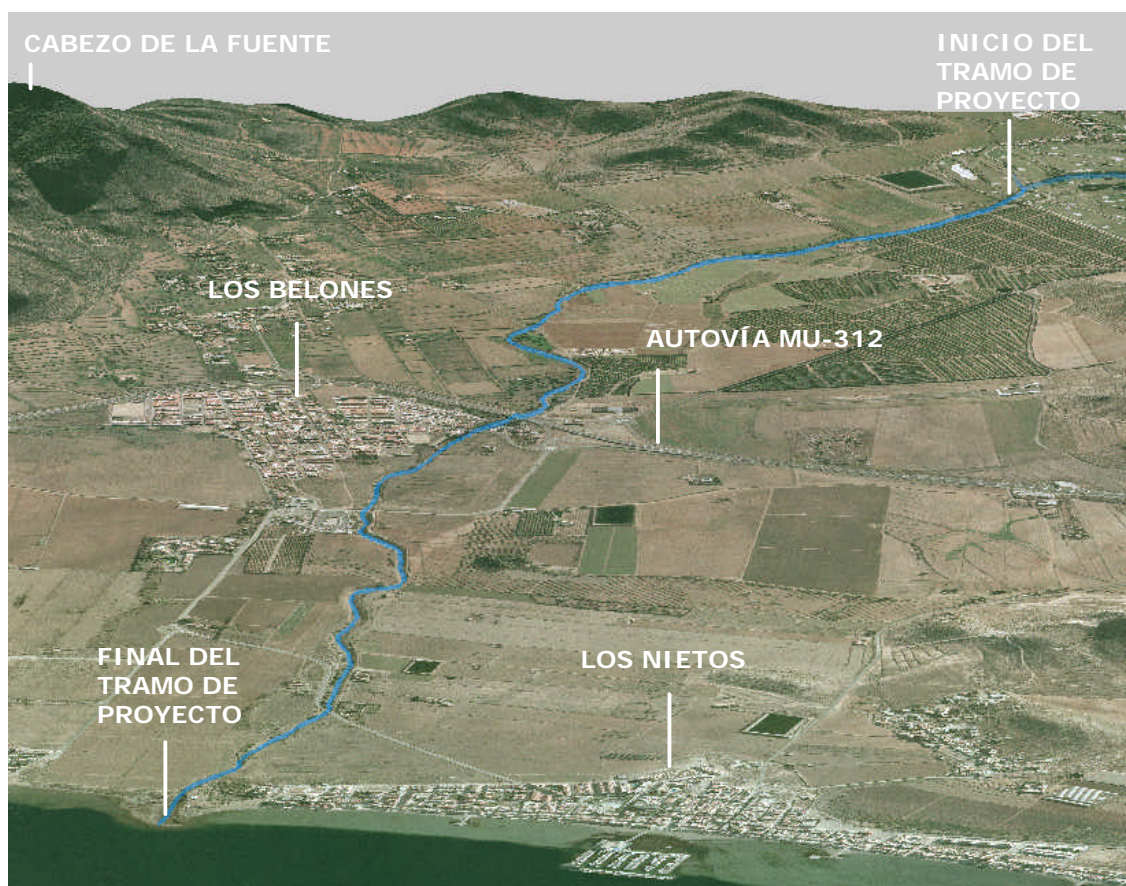 CABEZO DE LA FUENTE
INICIO DEL
TRAMO DE
PROYECTO
LOS BELONES
AUTOVÍA MU-312
FINAL DEL
TRAMO DE
PROYECTO
LOS NIETOS